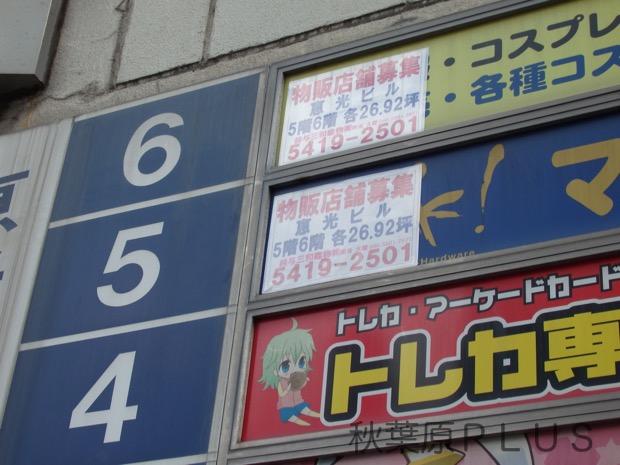 6
5
4
物販店舗募集
恵光ビル
5階6階 各26.92坪
5419-2501
・コスプレ
・各種コス
物販店舗募集
恵光ビル
5階6階 各26.92坪
5419-2501
k! マ
Hardware
トレカ・アーケードカード
トレカ専
秋葉原PLUS